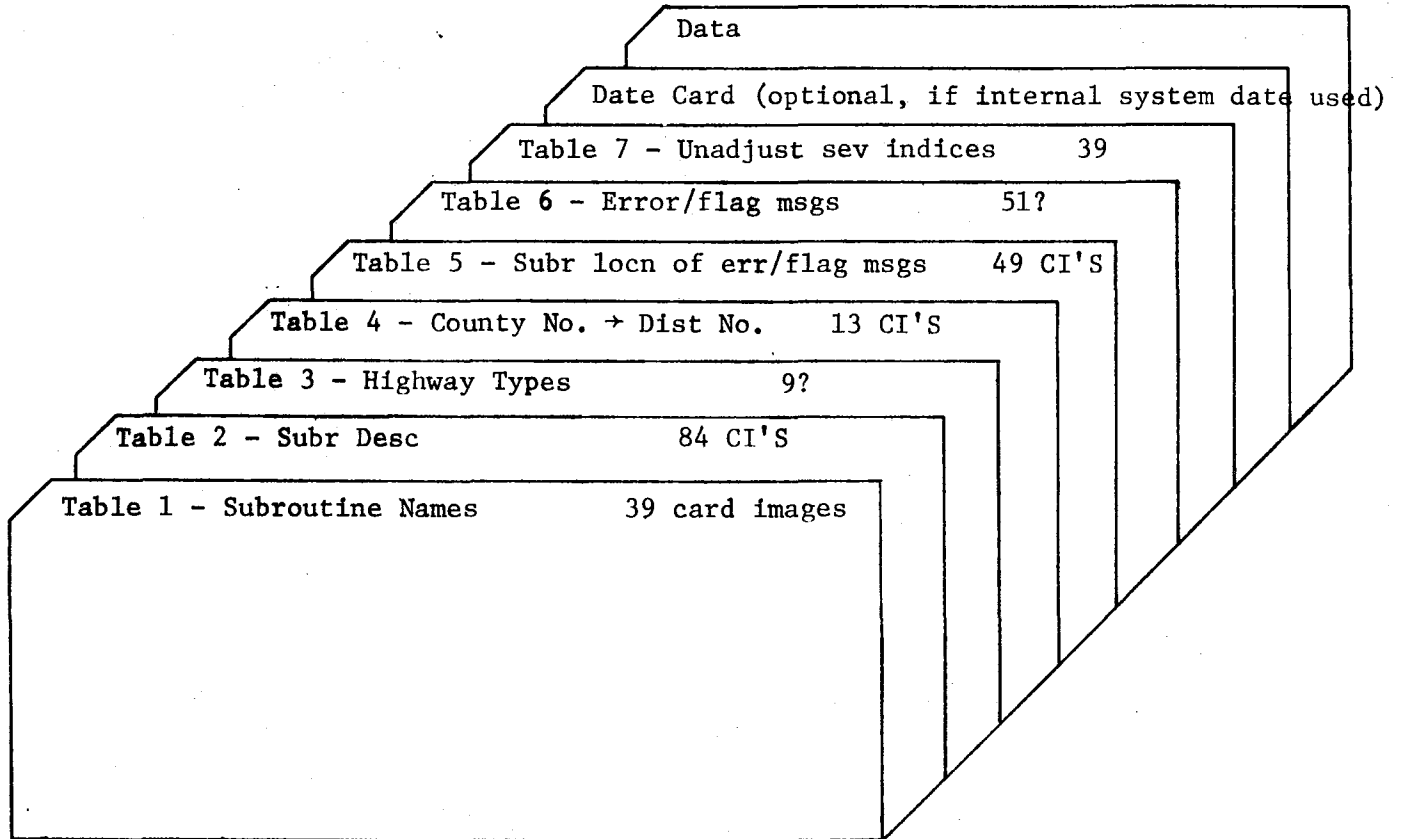 Data
Date Card (optional, if internal system date used)
Table 7 - Unadjust sev indices 39
Table 6 - Error/flag msgs 51?
Table 5 - Subr locn of err/flag msgs 49 CI'S
Table 4 - County No. → Dist No. 13 CI'S
Table 3 - Highway Types 9?
Table 2 - Subr Desc 84 CI'S
Table 1 - Subroutine Names 39 card images